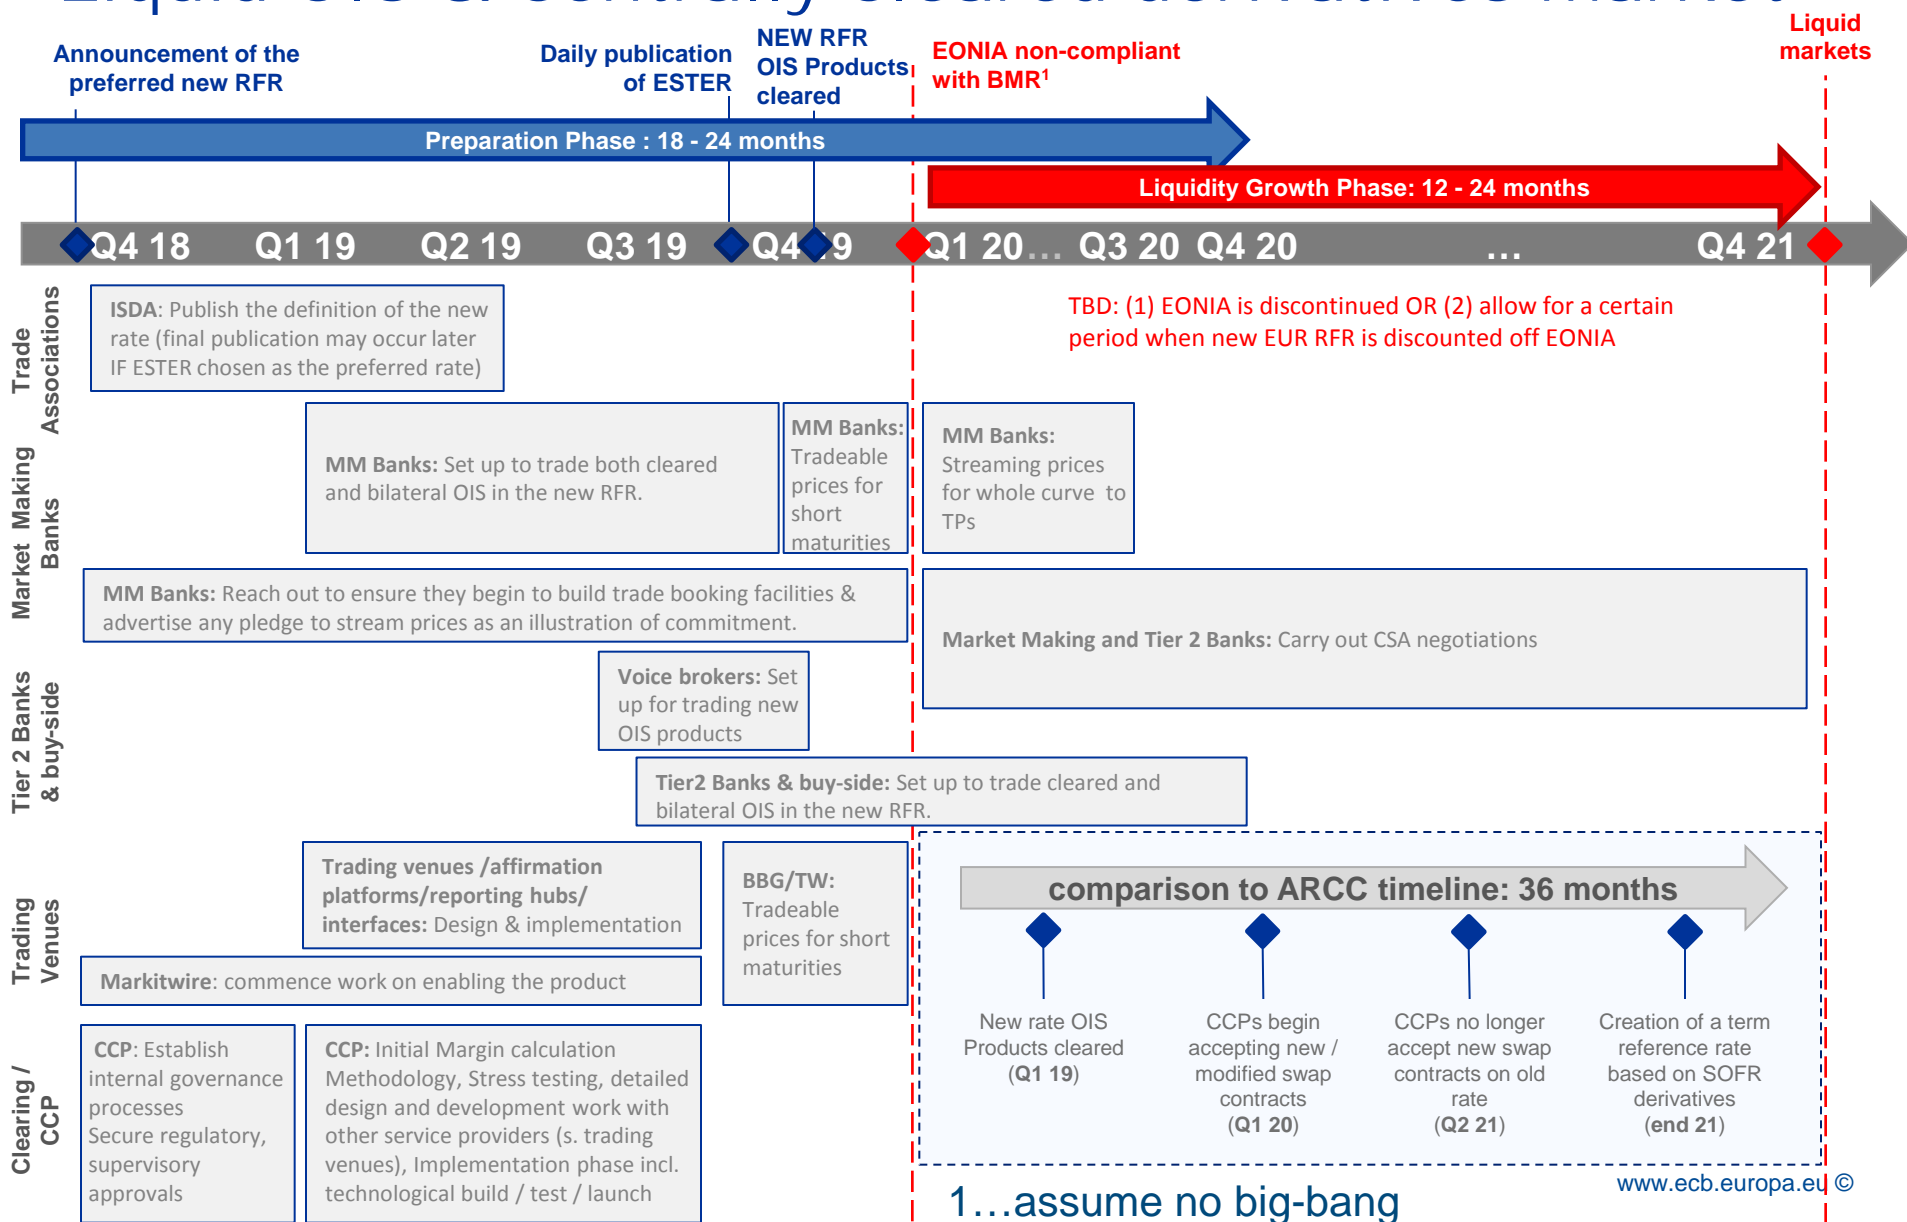 Liquid OIS & Centrally Cleared derivatives market
Announcement of the
preferred new RFR
Daily publication
of ESTER
NEW RFR
OIS Products
cleared
EONIA non-compliant
with BMR1
Liquid
markets
Preparation Phase : 18 - 24 months
Liquidity Growth Phase: 12 - 24 months
Q4 18 Q1 19 Q2 19 Q3 19 Q4 19 Q1 20... Q3 20 Q4 20 ... Q4 21
Trade
Associations
ISDA: Publish the definition of the new
rate (final publication may occur later
IF ESTER chosen as the preferred rate)
TBD: (1) EONIA is discontinued OR (2) allow for a certain
period when new EUR RFR is discounted off EONIA
Market Making
Banks
MM Banks: Set up to trade both cleared
and bilateral OIS in the new RFR.
MM Banks:
Tradeable
prices for
short
maturities
MM Banks:
Streaming prices
for whole curve to
TPs
MM Banks: Reach out to ensure they begin to build trade booking facilities &
advertise any pledge to stream prices as an illustration of commitment.
Market Making and Tier 2 Banks: Carry out CSA negotiations
Tier 2 Banks
& buy-side
Voice brokers: Set
up for trading new
OIS products
Tier2 Banks & buy-side: Set up to trade cleared and
bilateral OIS in the new RFR.
Trading
Venues
Trading venues /affirmation
platforms/reporting hubs/
interfaces: Design & implementation
BBG/TW:
Tradeable
prices for short
maturities
Markitwire: commence work on enabling the product
Clearing /
CCP
CCP: Establish
internal governance
processes
Secure regulatory,
supervisory
approvals
CCP: Initial Margin calculation
Methodology, Stress testing, detailed
design and development work with
other service providers (s. trading
venues), Implementation phase incl.
technological build / test / launch
comparison to ARCC timeline: 36 months
New rate OIS
Products cleared
(Q1 19)
CCPs begin
accepting new /
modified swap
contracts
(Q1 20)
CCPs no longer
accept new swap
contracts on old
rate
(Q2 21)
Creation of a term
reference rate
based on SOFR
derivatives
(end 21)
1...assume no big-bang
www.ecb.europa.eu ©